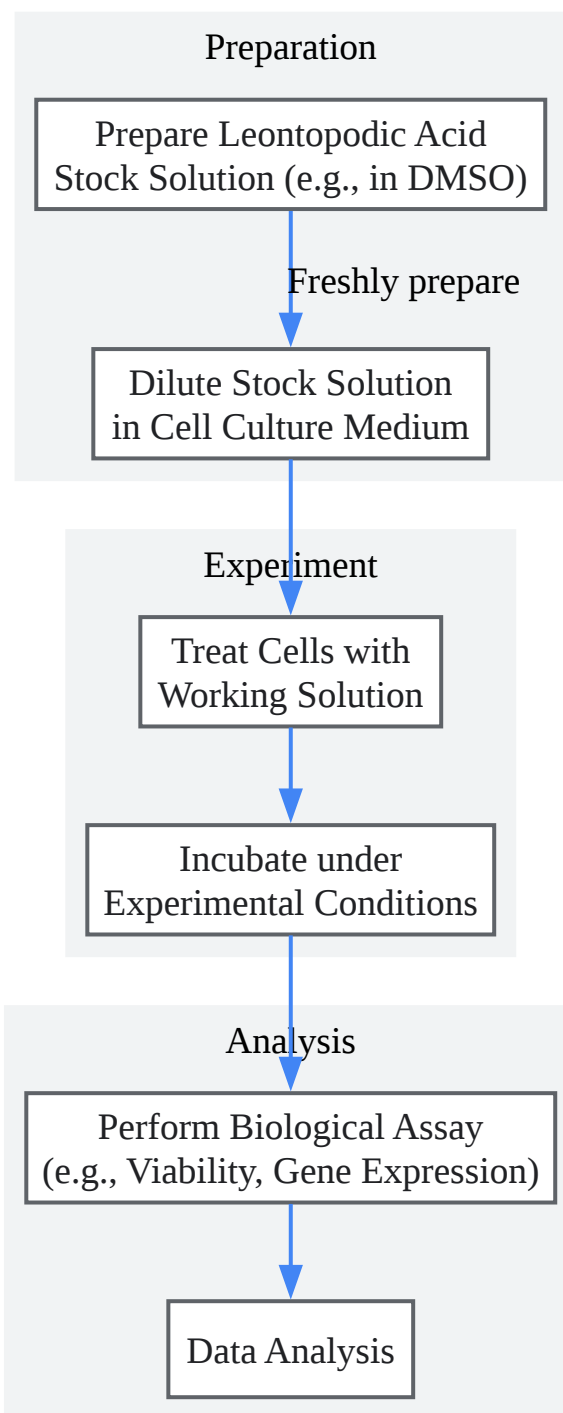 Preparation
Prepare Leontopodic Acid
Stock Solution (e.g., in DMSO)
Freshly prepare
Dilute Stock Solution
in Cell Culture Medium
Experiment
Treat Cells with
Working Solution
Incubate under
Experimental Conditions
Analysis
Perform Biological Assay
(e.g., Viability, Gene Expression)
Data Analysis